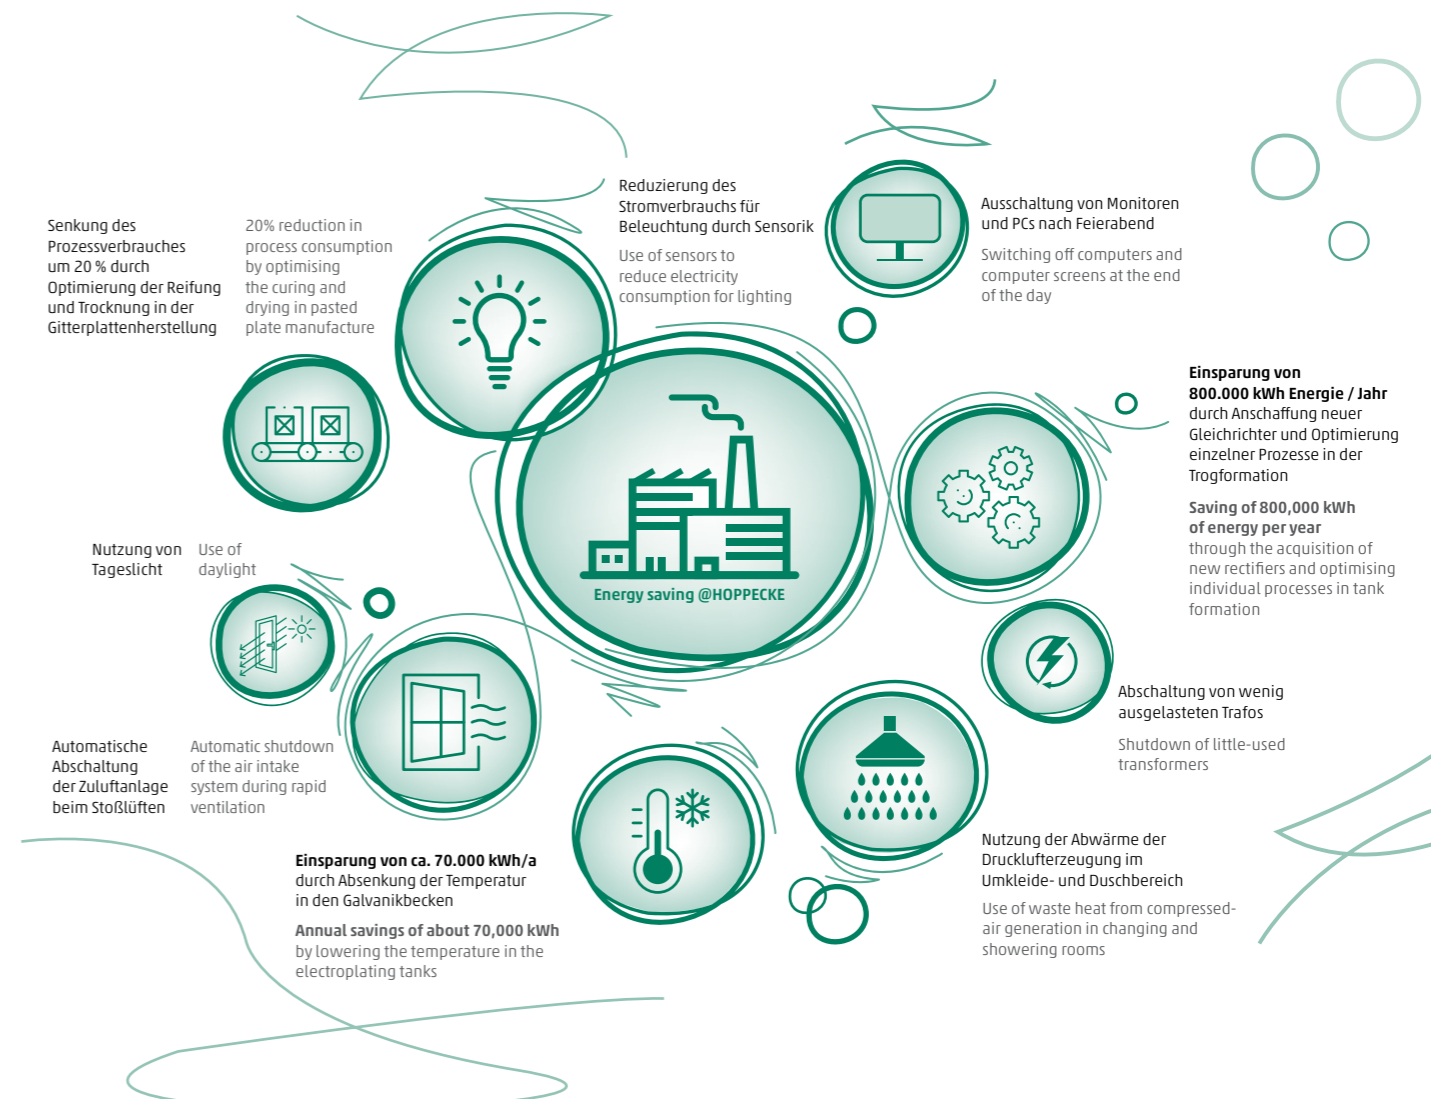 Reduzierung des
Stromverbrauchs für
Beleuchtung durch Sensorik
Use of sensors to
reduce electricity
consumption for lighting
Ausschaltung von Monitoren
und PCs nach Feierabend
Switching off computers and
computer screens at the end
of the day
Senkung des
Prozessverbrauches
um 20 % durch
Optimierung der Reifung
und Trocknung in der
Gitterplattenherstellung
20% reduction in
process consumption
by optimising
the curing and
drying in pasted
plate manufacture
Einsparung von
800.000 kWh Energie / Jahr
durch Anschaffung neuer
Gleichrichter und Optimierung
einzelner Prozesse in der
Trogformation
Saving of 800,000 kWh
of energy per year
through the acquisition of
new rectifiers and optimising
individual processes in tank
formation
Nutzung von
Tageslicht
Use of
daylight
Energy saving @HOPPECKE
Abschaltung von wenig
ausgelasteten Trafos
Shutdown of little-used
transformers
Automatische
Abschaltung
der Zuluftanlage
beim Stoßlüften
Automatic shutdown
of the air intake
system during rapid
ventilation
Einsparung von ca. 70.000 kWh/a
durch Absenkung der Temperatur
in den Galvanikbecken
Annual savings of about 70,000 kWh
by lowering the temperature in the
electroplating tanks
Nutzung der Abwärme der
Drucklufterzeugung im
Umkleide- und Duschbereich
Use of waste heat from compressed-
air generation in changing and
showering rooms